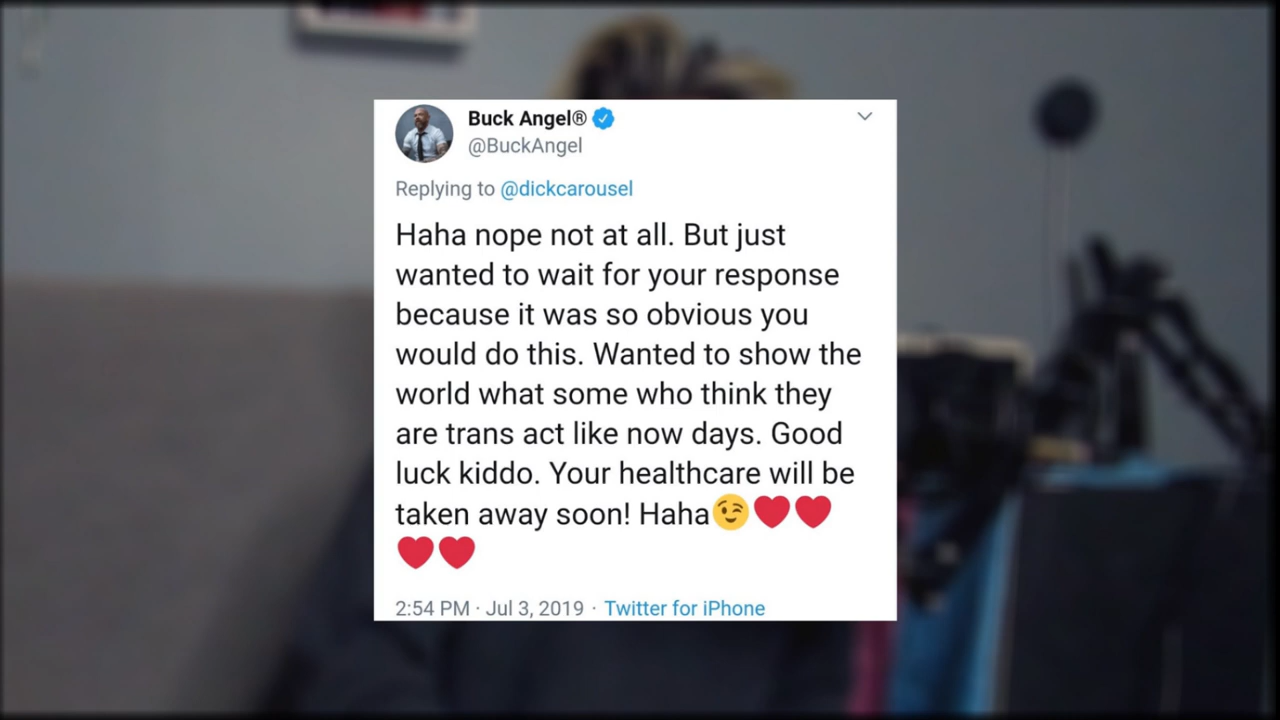 Buck Angel®
@BuckAngel
Replying to @dickcarousel
Haha nope not at all. But just
wanted to wait for your response
because it was so obvious you
would do this. Wanted to show the
world what some who think they
are trans act like now days. Good
luck kiddo. Your healthcare will be
taken away soon! Haha😉❤️❤️
❤️❤️
2:54 PM · Jul 3, 2019 · Twitter for iPhone